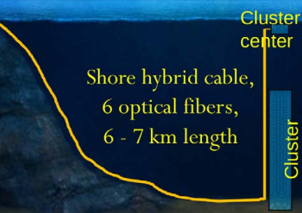 Cluster
center
Shore hybrid cable,
6 optical fibers,
6 - 7 km length
Cluster